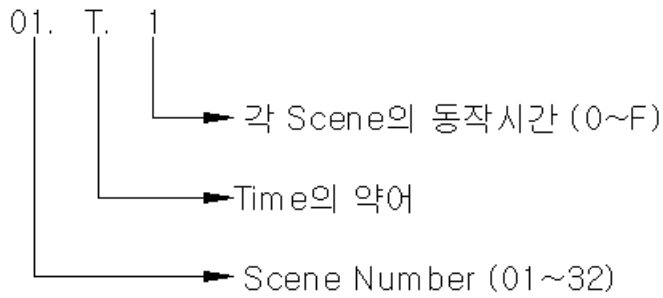 01. T. 1
각 Scene의 동작시간 (0~F)
Time의 약어
Scene Number (01~32)